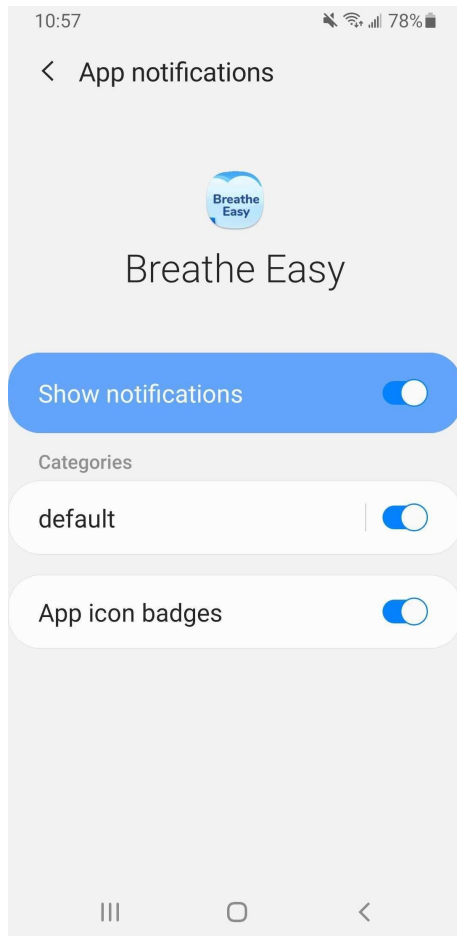 10:57
78%
App notifications
Breathe
Easy
Breathe Easy
Show notifications
Categories
default
App icon badges